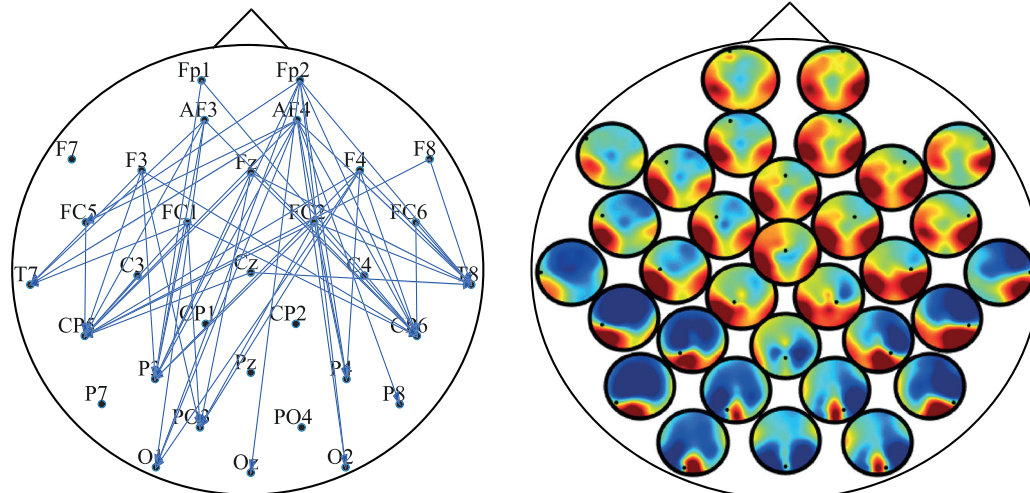 Fp1 Fp2
AF3 AF4
F7 F3 Fz F4 F8
FC5 FC1 FC2 FC6
T7 C3 Cz C4 T8
CP5 CP1 CP2 CP6
P7 P3 Pz P4 P8
PO3 PO4
O1 Oz O2